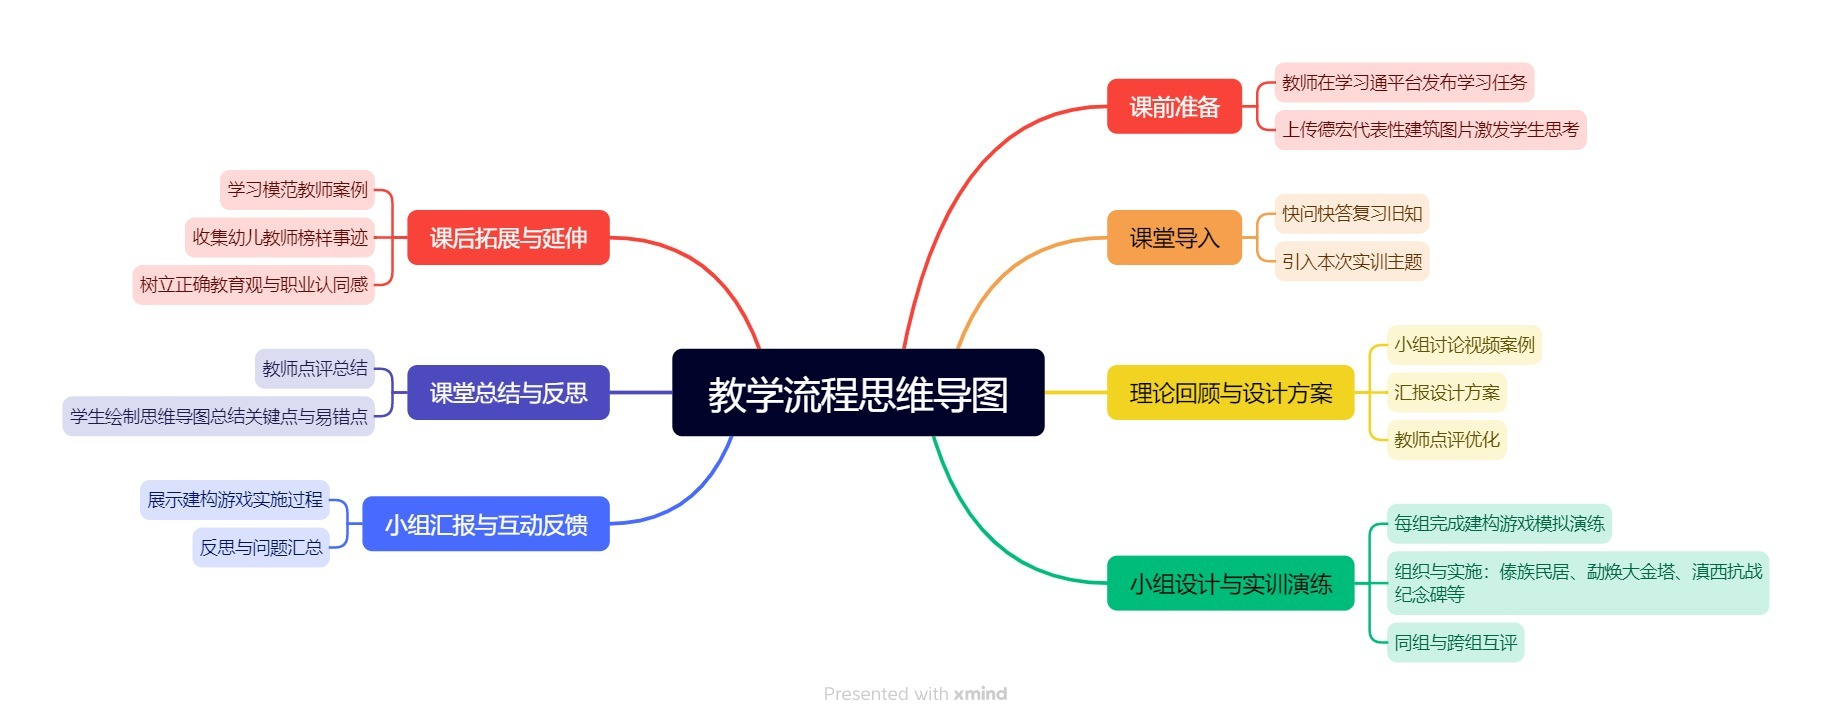 教学流程思维导图
课前准备
教师在学习通平台发布学习任务
上传德宏代表性建筑图片激发学生思考
课堂导入
快问快答复习旧知
引入本次实训主题
理论回顾与设计方案
小组讨论视频案例
汇报设计方案
教师点评优化
小组设计与实训演练
每组完成建构游戏模拟演练
组织与实施：傣族民居、勐焕大金塔、滇西抗战
纪念碑等
同组与跨组互评
小组汇报与互动反馈
展示建构游戏实施过程
反思与问题汇总
课堂总结与反思
教师点评总结
学生绘制思维导图总结关键点与易错点
课后拓展与延伸
学习模范教师案例
收集幼儿教师榜样事迹
树立正确教育观与职业认同感
Presented with xmind